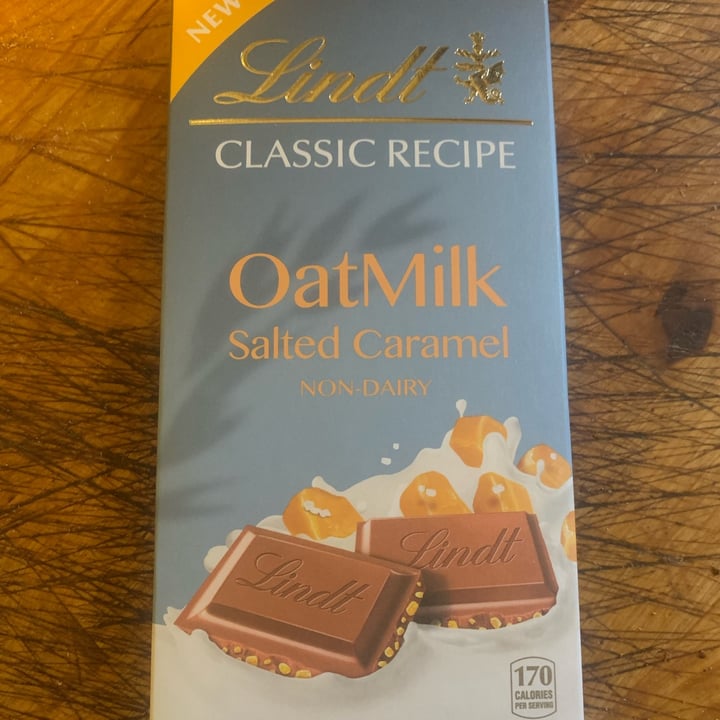 NEW
Lindt
CLASSIC RECIPE
OatMilk
Salted Caramel
NON-DAIRY
Lindt
Lindt
170
CALORIES
PER SERVING